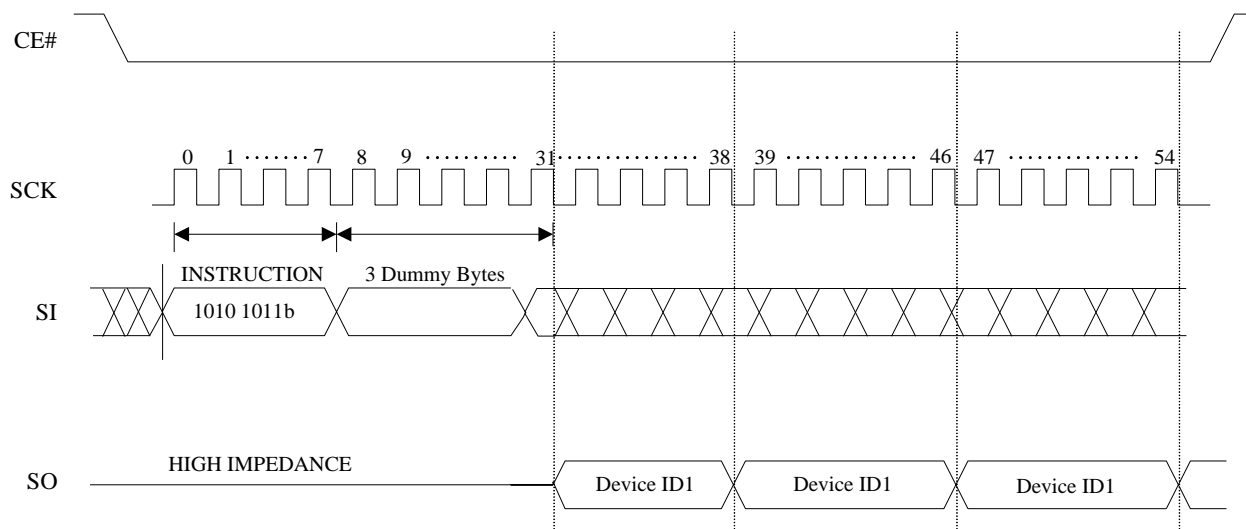 CE#
0 1 ······· 7 8 9 ·········· 31 ············· 38 39 ············ 46 47 ············ 54
SCK
INSTRUCTION 3 Dummy Bytes
SI 1010 1011b
HIGH IMPEDANCE
SO Device ID1 Device ID1 Device ID1